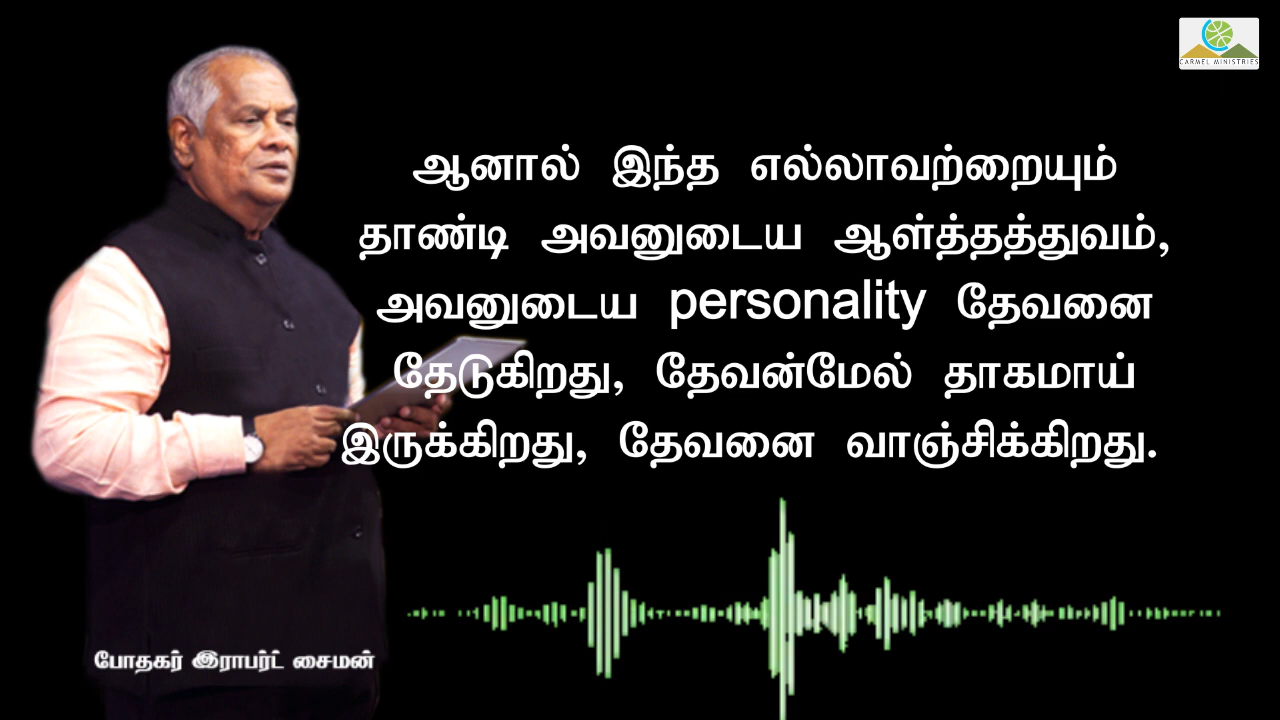 CARMEL MINISTRIES
ஆனால் இந்த எல்லாவற்றையும்
தாண்டி அவனுடைய ஆள்த்தத்துவம்,
அவனுடைய personality தேவனை
தேடுகிறது, தேவன்மேல் தாகமாய்
இருக்கிறது, தேவனை வாஞ்சிக்கிறது.
போதகர் இராபர்ட் சைமன்